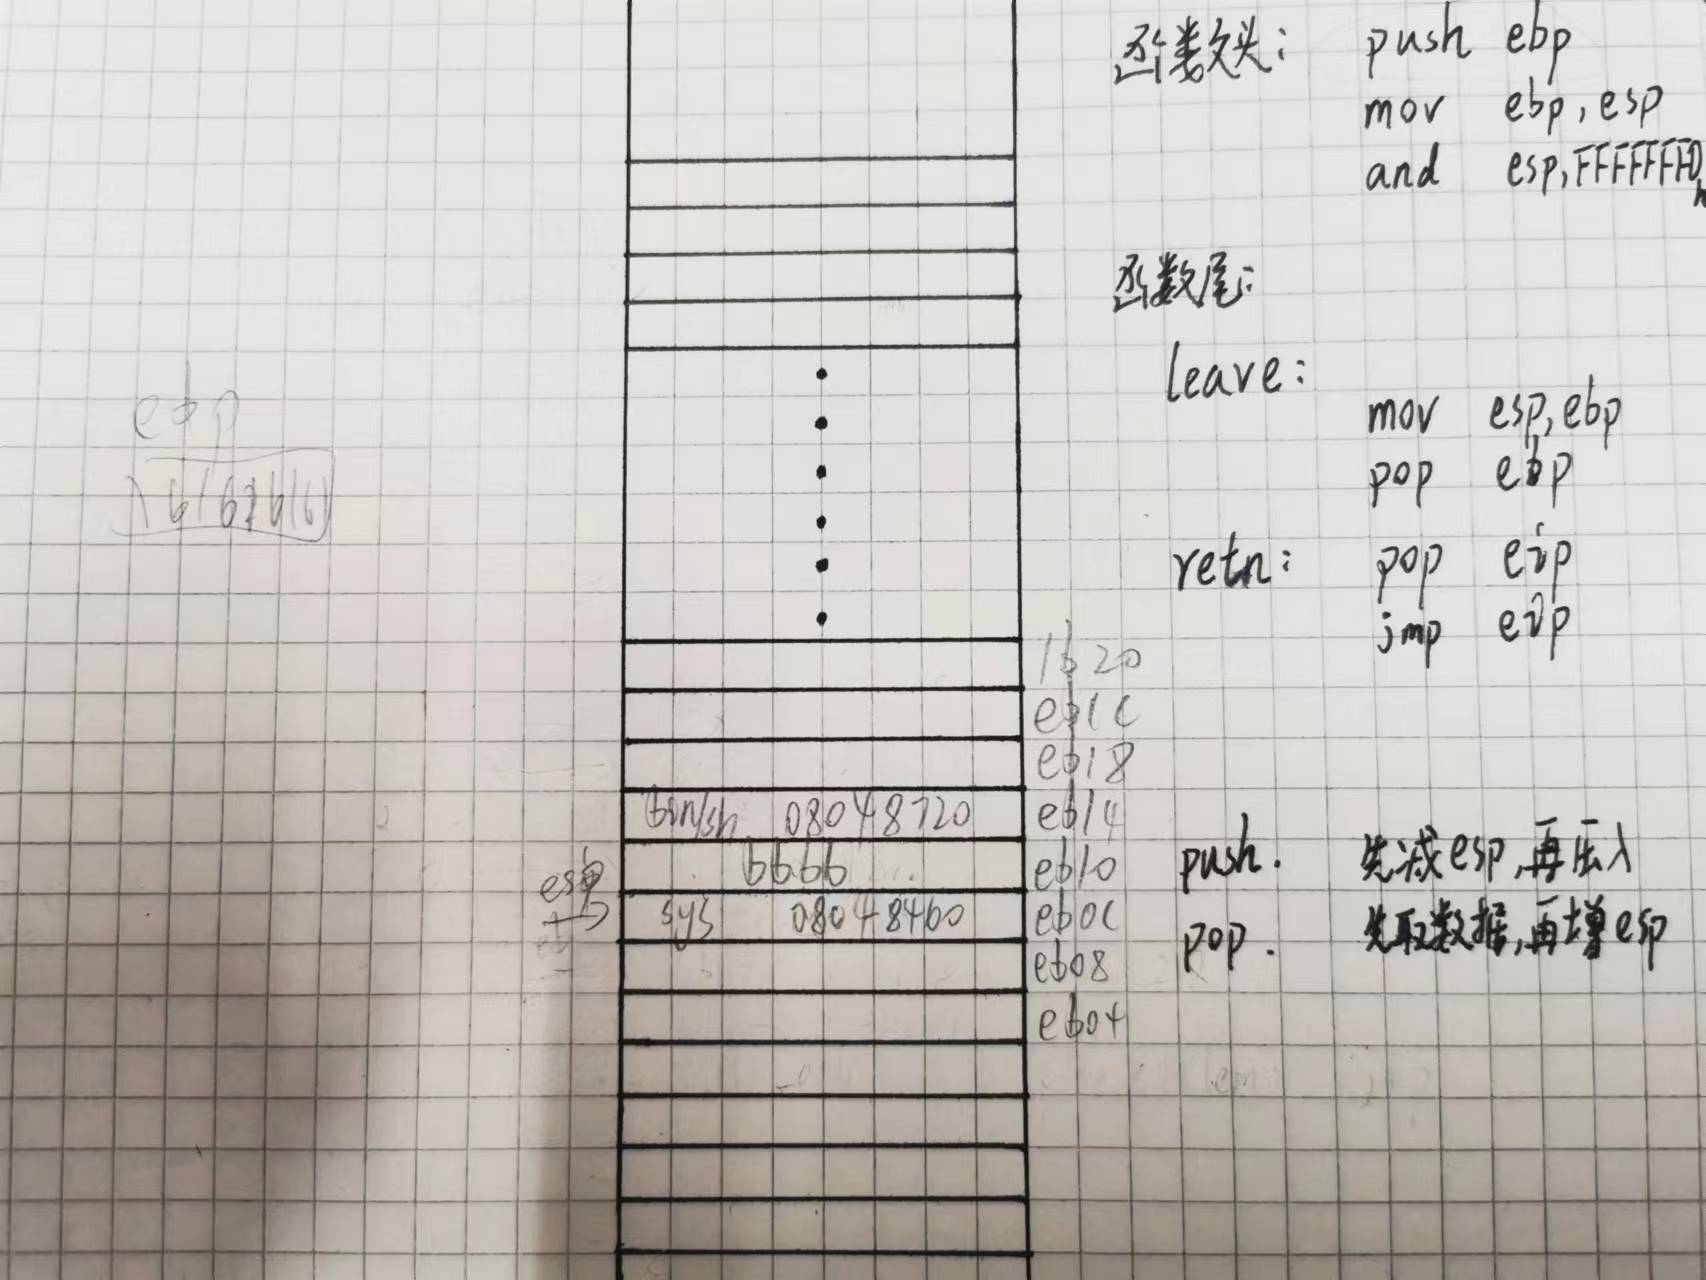 函数头: push ebp
mov ebp, esp
and esp, FFFFFFF0h
函数尾:
leave:
mov esp, ebp
pop ebp
retn: pop eip
jmp eip
ebp
1b20
eb1c
eb18
bin/sh 08048720 eb14
eb10
esp sys 08048460 eb0c
eb08
eb04
push. 先减esp,再压入
pop. 先取数据,再增esp